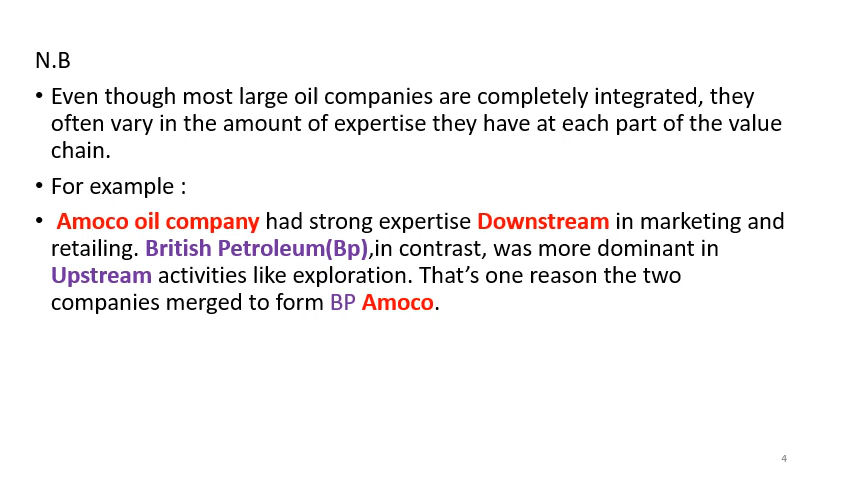 N.B
• Even though most large oil companies are completely integrated, they
often vary in the amount of expertise they have at each part of the value
chain.
• For example :
• Amoco oil company had strong expertise Downstream in marketing and
retailing. British Petroleum(Bp),in contrast, was more dominant in
Upstream activities like exploration. That’s one reason the two
companies merged to form BP Amoco.
4